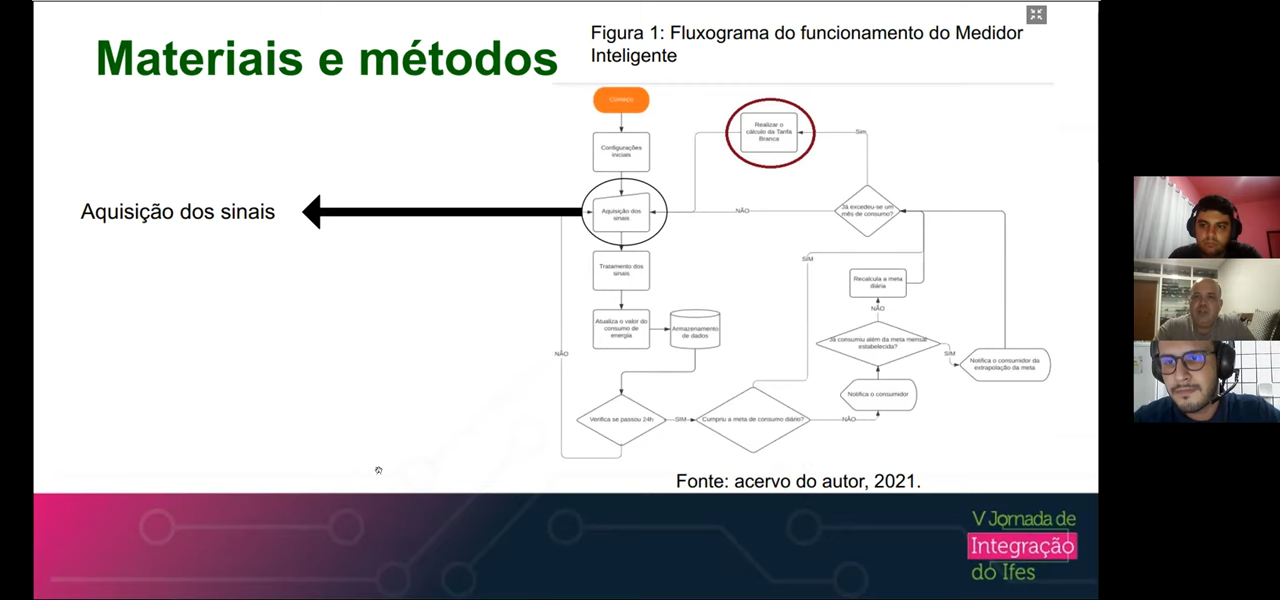 Materiais e métodos
Figura 1: Fluxograma do funcionamento do Medidor
Inteligente
COMEÇO
Configurações
iniciais
Aquisição dos sinais
Aquisição dos
sinais
Tratamento dos
sinais
Atualiza o valor do
consumo de
energia
Armazenamento
de dados
Verifica se passou 24h
NÃO
SIM
Cumpriu a meta de consumo diário?
NÃO
Notifica o consumidor
Já consumiu além da meta mensal
estabelecida?
SIM
Notifica o consumidor da
extrapolação da meta
NÃO
Recalcula a meta
diária
SIM
Já excedeu-se um
mês de consumo?
NÃO
Sim
Realizar o
cálculo da Tarifa
Branca
Fonte: acervo do autor, 2021.
V Jornada de
Integração
do Ifes